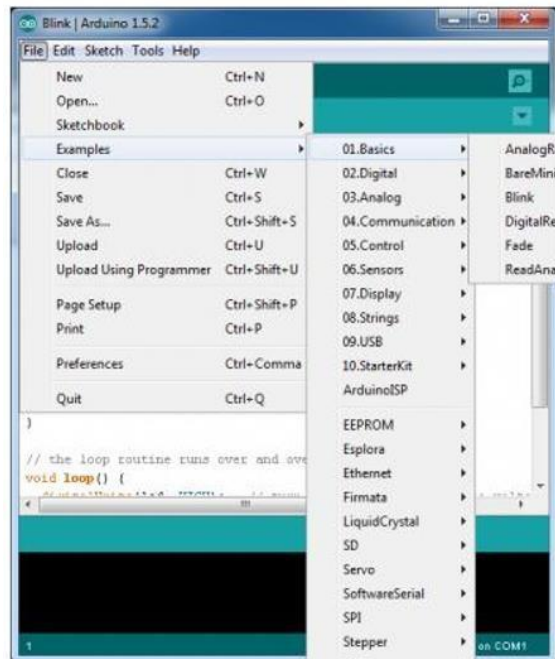 Blink | Arduino 1.5.2
File Edit Sketch Tools Help
New Ctrl+N
Open... Ctrl+O
Sketchbook
Examples
Close Ctrl+W
Save Ctrl+S
Save As... Ctrl+Shift+S
Upload Ctrl+U
Upload Using Programmer Ctrl+Shift+U
Page Setup Ctrl+Shift+P
Print Ctrl+P
Preferences Ctrl+Comma
Quit Ctrl+Q
01.Basics
02.Digital
03.Analog
04.Communication
05.Control
06.Sensors
07.Display
08.Strings
09.USB
10.StarterKit
ArduinoISP
EEPROM
Esplora
Ethernet
Firmata
LiquidCrystal
SD
Servo
SoftwareSerial
SPI
Stepper
AnalogR
BareMini
Blink
DigitalRe
Fade
ReadAna
}
// the loop routine runs over and ove
void loop() {
1
on COM1